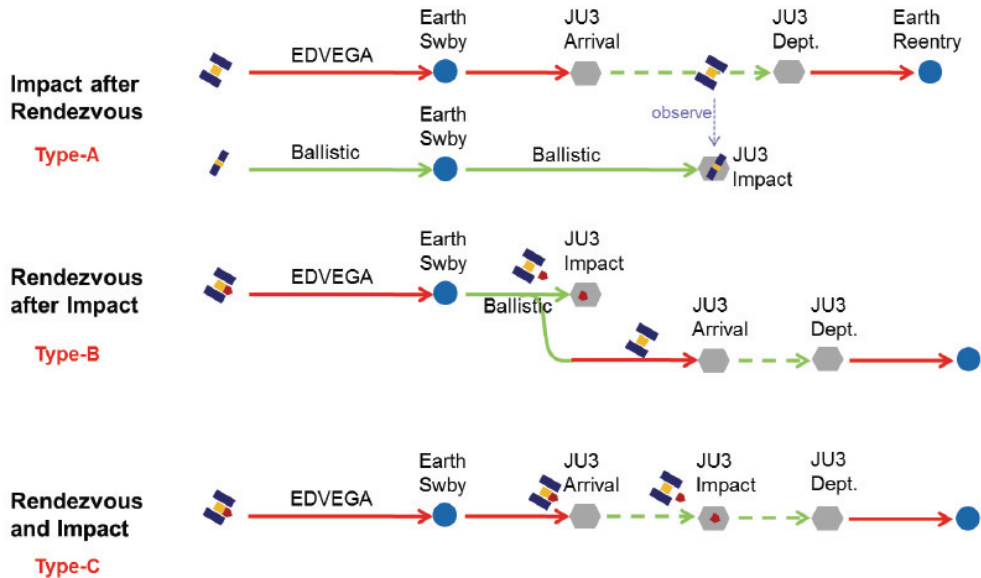 Impact after
Rendezvous
Type-A
EDVEGA
Earth
Swby
JU3
Arrival
JU3
Dept.
Earth
Reentry
observe
Ballistic
Earth
Swby
Ballistic
JU3
Impact
Rendezvous
after Impact
Type-B
EDVEGA
Earth
Swby
Ballistic
JU3
Impact
JU3
Arrival
JU3
Dept.
Rendezvous
and Impact
Type-C
EDVEGA
Earth
Swby
JU3
Arrival
JU3
Impact
JU3
Dept.